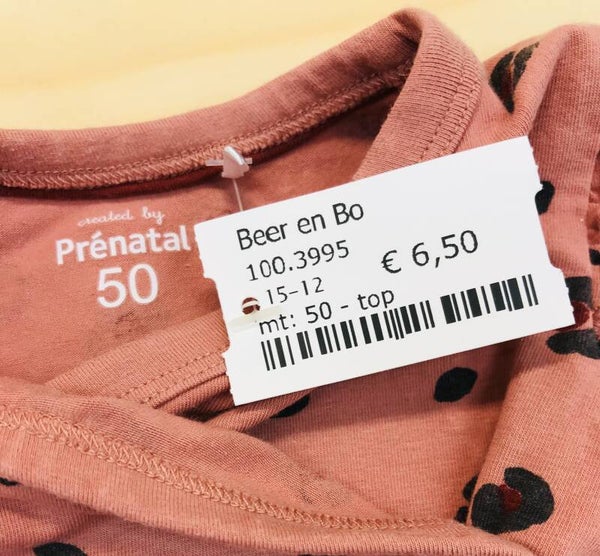 created by
Prénatal
50
Beer en Bo
100.3995
€ 6,50
15-12
mt: 50 - top